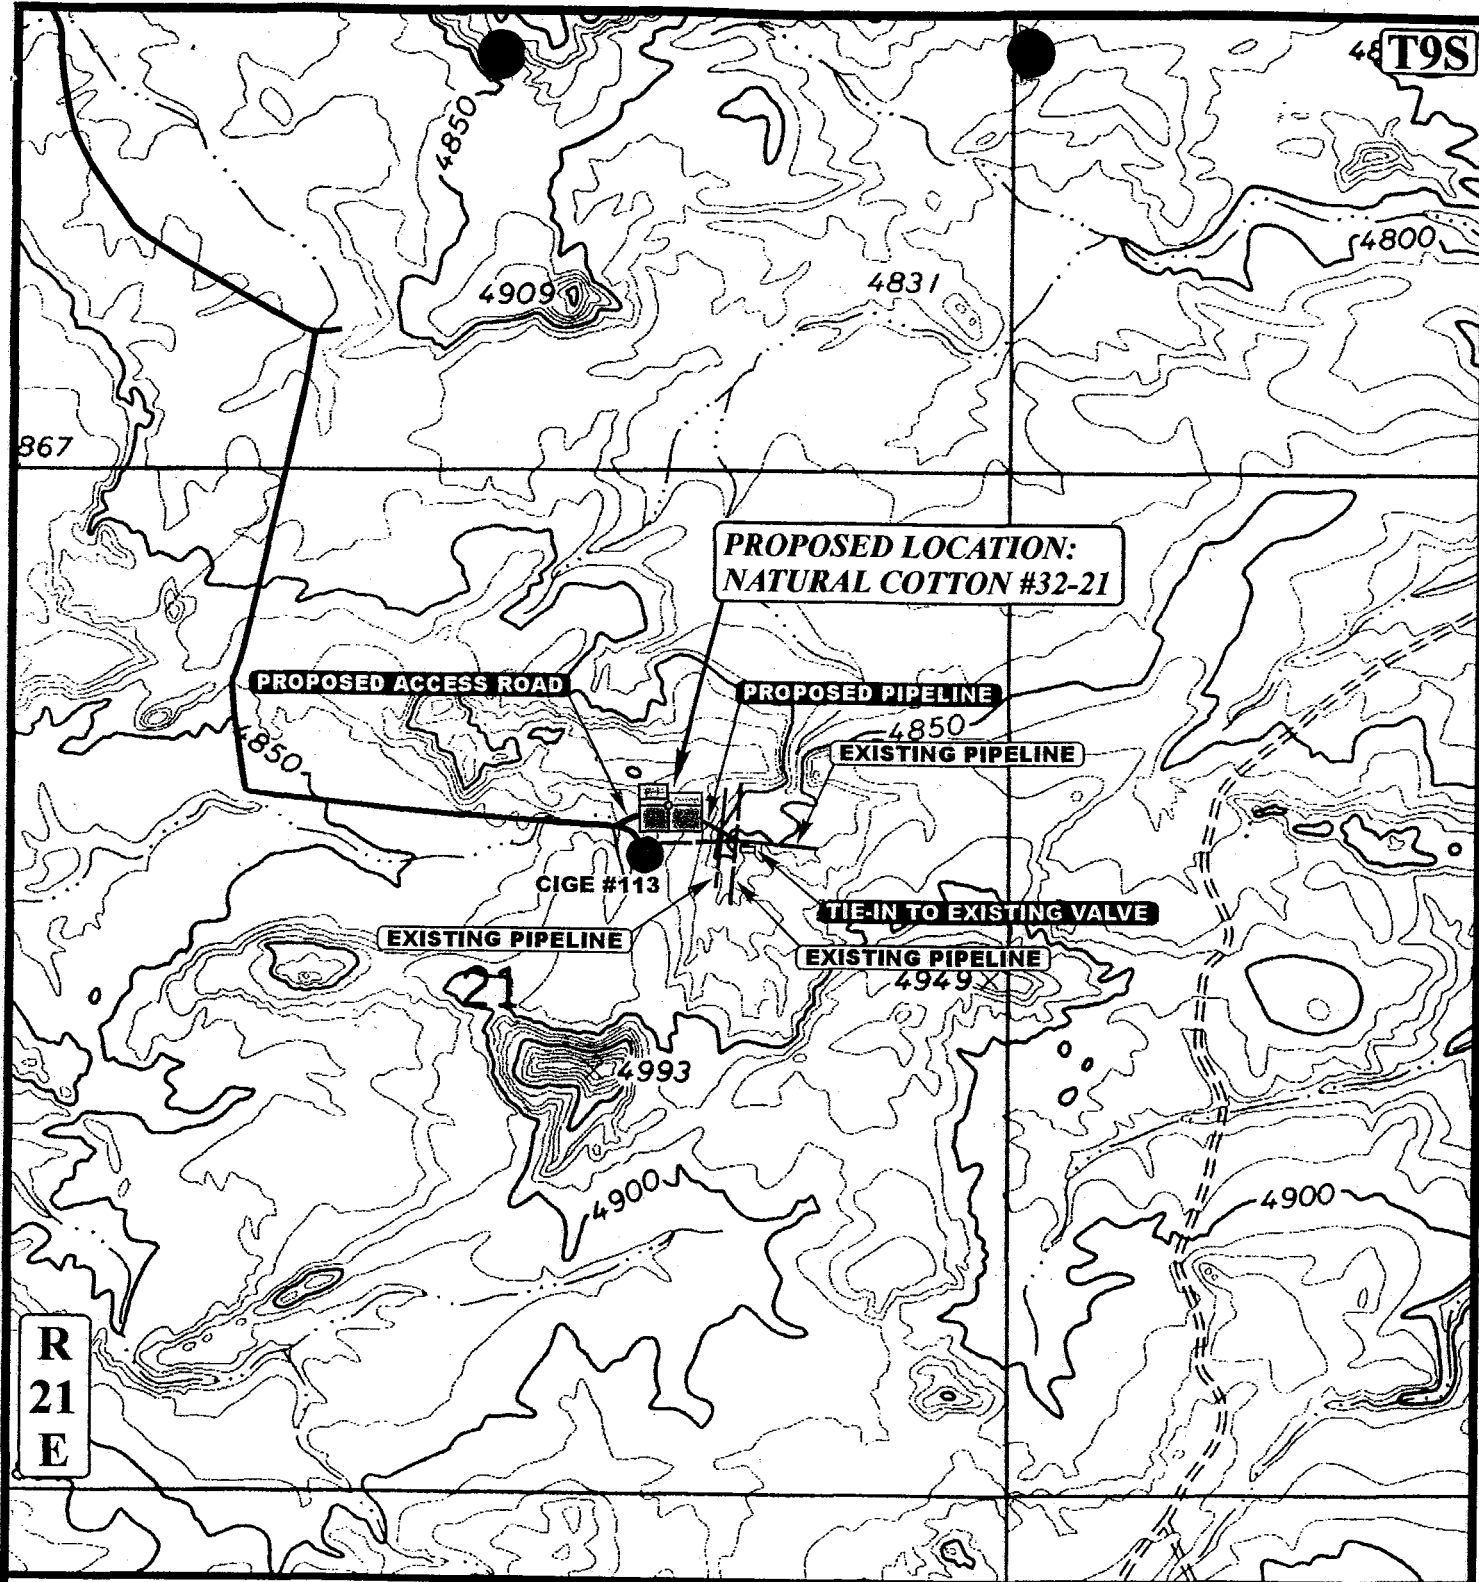 48
T9S
4850
4800
4909
4831
867
PROPOSED LOCATION:
NATURAL COTTON #32-21
PROPOSED ACCESS ROAD
PROPOSED PIPELINE
4850
4850
EXISTING PIPELINE
CIGE #113
TIE-IN TO EXISTING VALVE
EXISTING PIPELINE
EXISTING PIPELINE
4949
21
4993
4900
4900
R
21
E